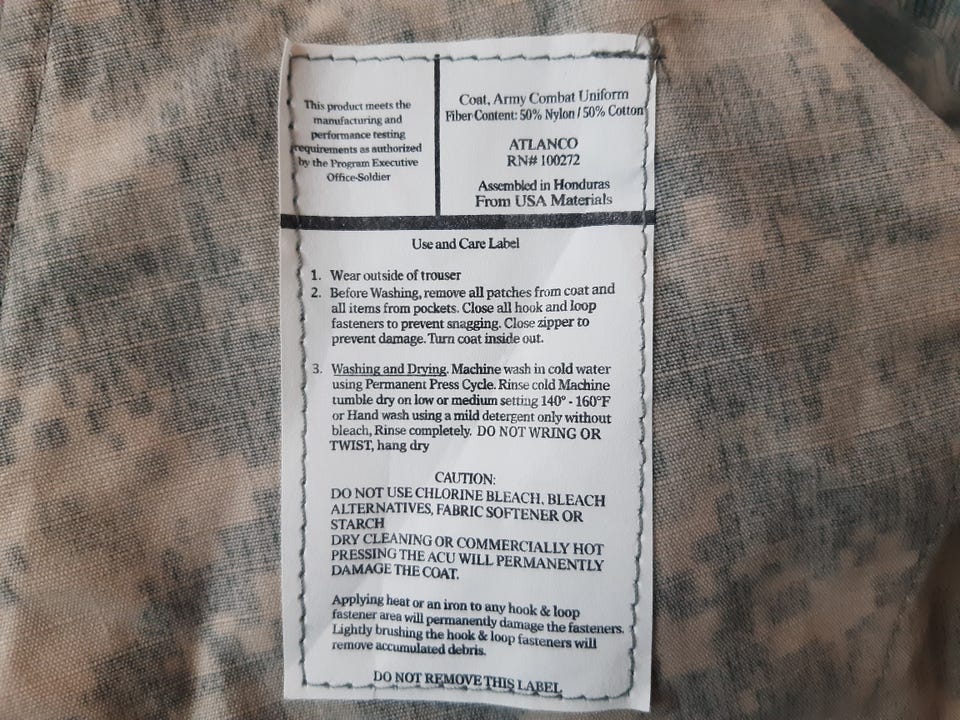 This product meets the
manufacturing and
performance testing
requirements as authorized
by the Program Executive
Office-Soldier
Coat, Army Combat Uniform
Fiber Content: 50% Nylon / 50% Cotton
ATLANCO
RN# 100272
Assembled in Honduras
From USA Materials
Use and Care Label
1. Wear outside of trouser
2. Before Washing, remove all patches from coat and
all items from pockets. Close all hook and loop
fasteners to prevent snagging. Close zipper to
prevent damage. Turn coat inside out.
3. Washing and Drying. Machine wash in cold water
using Permanent Press Cycle. Rinse cold Machine
tumble dry on low or medium setting 140° - 160°F
or Hand wash using a mild detergent only without
bleach, Rinse completely. DO NOT WRING OR
TWIST, hang dry
CAUTION:
DO NOT USE CHLORINE BLEACH, BLEACH
ALTERNATIVES, FABRIC SOFTENER OR
STARCH
DRY CLEANING OR COMMERCIALLY HOT
PRESSING THE ACU WILL PERMANENTLY
DAMAGE THE COAT.
Applying heat or an iron to any hook & loop
fastener area will permanently damage the fasteners.
Lightly brushing the hook & loop fasteners will
remove accumulated debris.
DO NOT REMOVE THIS LABEL